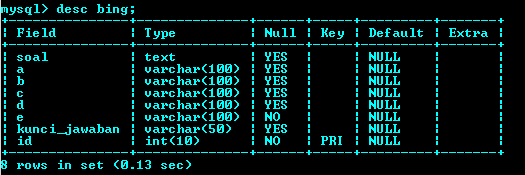 mysql> desc bing;
+---------------+--------------+------+-----+---------+-------+
| Field         | Type         | Null | Key | Default | Extra |
+---------------+--------------+------+-----+---------+-------+
| soal          | text         | YES  |     | NULL    |       |
| a             | varchar(100) | YES  |     | NULL    |       |
| b             | varchar(100) | YES  |     | NULL    |       |
| c             | varchar(100) | YES  |     | NULL    |       |
| d             | varchar(100) | YES  |     | NULL    |       |
| e             | varchar(100) | NO   |     | NULL    |       |
| kunci_jawaban | varchar(50)  | YES  |     | NULL    |       |
| id            | int(10)      | NO   | PRI | NULL    |       |
+---------------+--------------+------+-----+---------+-------+
8 rows in set (0.13 sec)